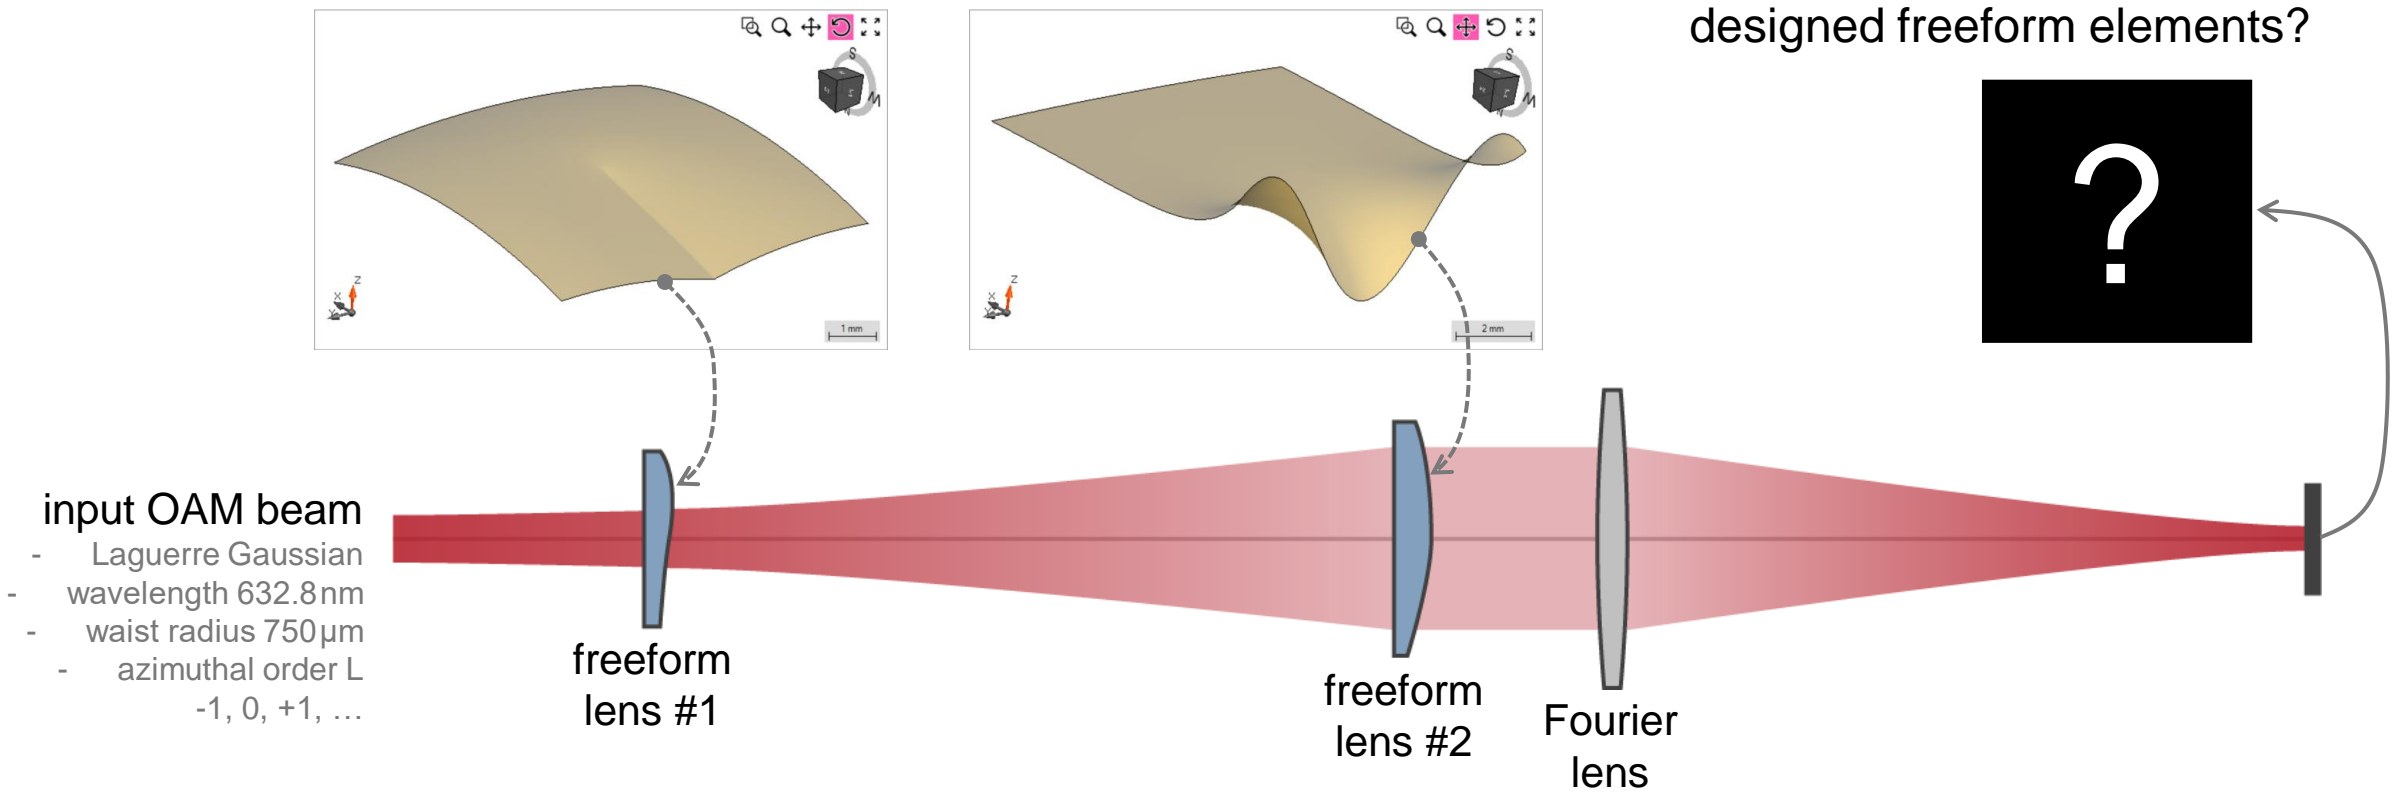 designed freeform elements?
S
W
N
Z
X
Y
1 mm
S
W
N
Z
X
Y
2 mm
?
input OAM beam
- Laguerre Gaussian
- wavelength 632.8 nm
- waist radius 750 µm
- azimuthal order L
-1, 0, +1, …
freeform
lens #1
freeform
lens #2
Fourier
lens